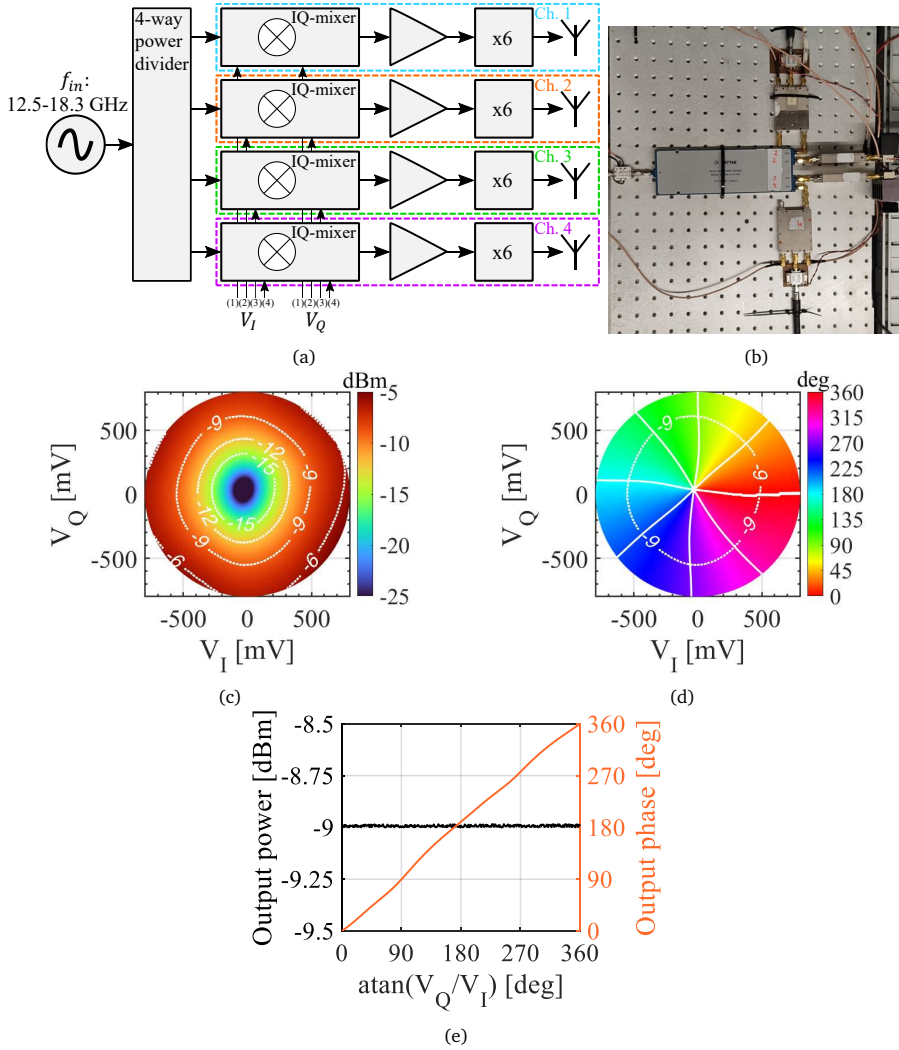 4-way
power
divider
f_in:
12.5-18.3 GHz
IQ-mixer
x6
Ch. 1
IQ-mixer
x6
Ch. 2
IQ-mixer
x6
Ch. 3
IQ-mixer
x6
Ch. 4
(1)(2)(3)(4) (1)(2)(3)(4)
V_I V_Q
(a)
(b)
dBm
V_Q [mV]
500
0
-500
-9
-12
-15
-9
-9
-12
-15
-9
-6
-6
-5
-10
-15
-20
-25
-500 0 500
V_I [mV]
(c)
deg
V_Q [mV]
500
0
-500
-9
-9
-9
360
315
270
225
180
135
90
45
0
-500 0 500
V_I [mV]
(d)
Output power [dBm]
-8.5
-8.75
-9
-9.25
-9.5
360
270
180
90
0
Output phase [deg]
0 90 180 270 360
atan(V_Q/V_I) [deg]
(e)